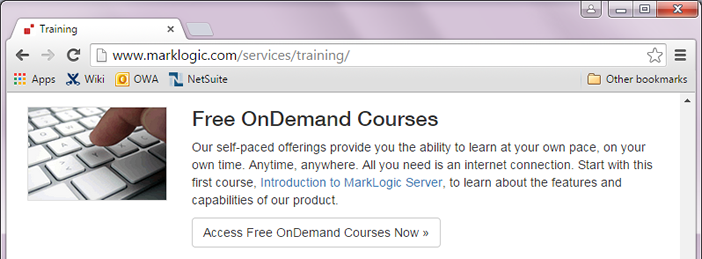 Training
www.marklogic.com/services/training/
Apps Wiki OWA NetSuite Other bookmarks
Free OnDemand Courses
Our self-paced offerings provide you the ability to learn at your own pace, on your
own time. Anytime, anywhere. All you need is an internet connection. Start with this
first course, Introduction to MarkLogic Server, to learn about the features and
capabilities of our product.
Access Free OnDemand Courses Now »